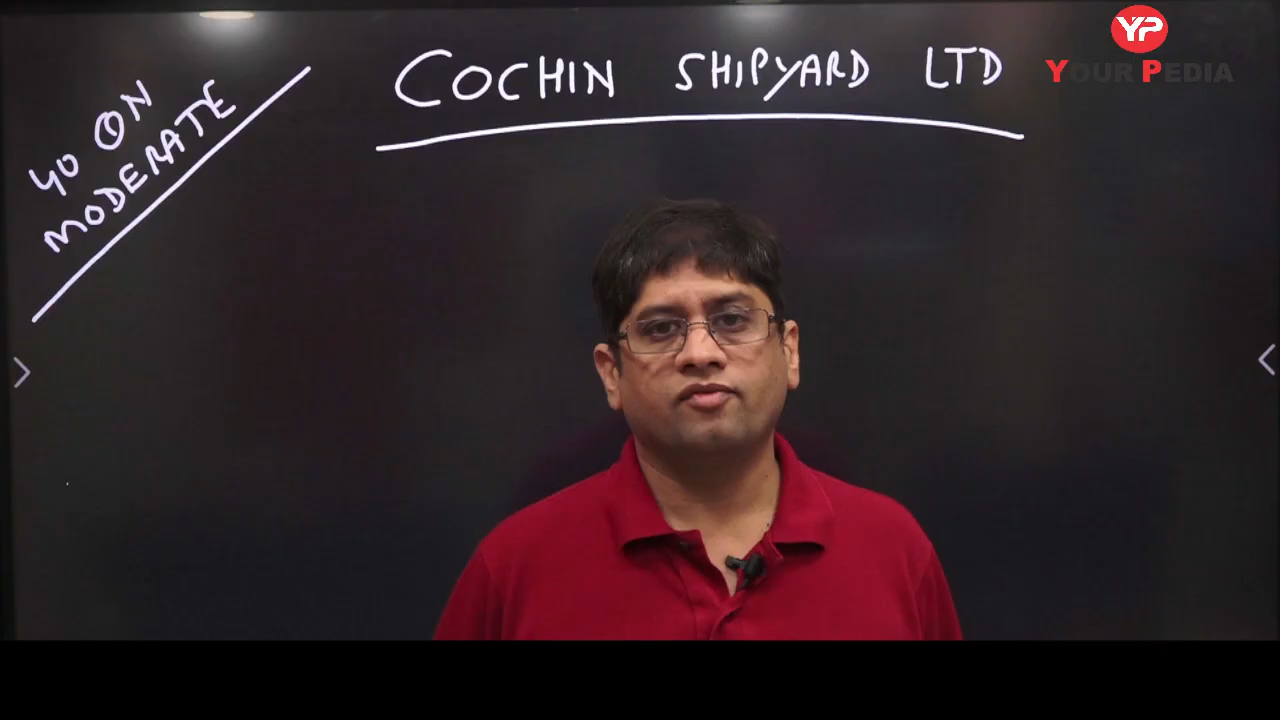 COCHIN SHIPYARD LTD
40 ON
MODERATE
YP
YOUR PEDIA